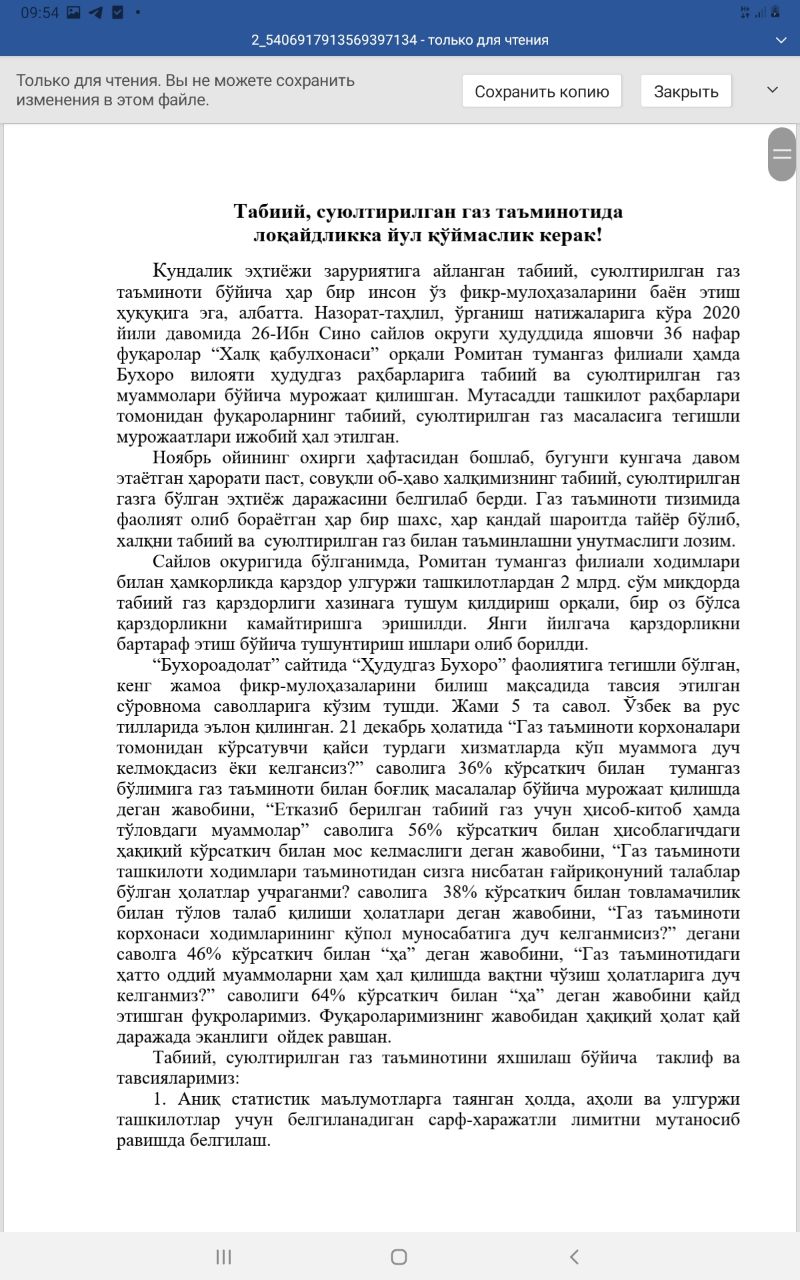 09:54
2_5406917913569397134 - только для чтения
Только для чтения. Вы не можете сохранить
изменения в этом файле.
Сохранить копию
Закрыть
Табиий, суюлтирилган газ таъминотида
лоқайдликка йул қўймаслик керак!
Кундалик эҳтиёжи заруриятига айланган табиий, суюлтирилган газ
таъминоти бўйича ҳар бир инсон ўз фикр-мулоҳазаларини баён этиш
ҳуқуқига эга, албатта. Назорат-таҳлил, ўрганиш натижаларига кўра 2020
йили давомида 26-Ибн Сино сайлов округи ҳудуддида яшовчи 36 нафар
фуқаролар “Халқ қабулхонаси” орқали Ромитан тумангаз филиали ҳамда
Бухоро вилояти ҳудудгаз раҳбарларига табиий ва суюлтирилган газ
муаммолари бўйича мурожаат қилишган. Мутасадди ташкилот раҳбарлари
томонидан фуқароларнинг табиий, суюлтирилган газ масаласига тегишли
мурожаатлари ижобий ҳал этилган.
Ноябрь ойининг охирги ҳафтасидан бошлаб, бугунги кунгача давом
этаётган ҳарорати паст, совуқли об-ҳаво халқимизнинг табиий, суюлтирилган
газга бўлган эҳтиёж даражасини белгилаб берди. Газ таъминоти тизимида
фаолият олиб бораётган ҳар бир шахс, ҳар қандай шароитда тайёр бўлиб,
халқни табиий ва суюлтирилган газ билан таъминлашни унутмаслиги лозим.
Сайлов окуригида бўлганимда, Ромитан тумангаз филиали ходимлари
билан ҳамкорликда қарздор улгуржи ташкилотлардан 2 млрд. сўм миқдорда
табиий газ қарздорлиги хазинага тушум қилдириш орқали, бир оз бўлса
қарздорликни камайтиришга эришилди. Янги йилгача қарздорликни
бартараф этиш бўйича тушунтириш ишлари олиб борилди.
“Бухороадолат” сайтида “Ҳудудгаз Бухоро” фаолиятига тегишли бўлган,
кенг жамоа фикр-мулоҳазаларини билиш мақсадида тавсия этилган
сўровнома саволларига кўзим тушди. Жами 5 та савол. Ўзбек ва рус
тилларида эълон қилинган. 21 декабрь ҳолатида “Газ таъминоти корхоналари
томонидан кўрсатувчи қайси турдаги хизматларда кўп муаммога дуч
келмоқдасиз ёки келгансиз?” саволига 36% кўрсаткич билан тумангаз
бўлимига газ таъминоти билан боғлиқ масалалар бўйича мурожаат қилишда
деган жавобини, “Етказиб берилган табиий газ учун ҳисоб-китоб ҳамда
тўловдаги муаммолар” саволига 56% кўрсаткич билан ҳисоблагичдаги
ҳақиқий кўрсаткич билан мос келмаслиги деган жавобини, “Газ таъминоти
ташкилоти ходимлари таъминотидан сизга нисбатан ғайриқонуний талаблар
бўлган ҳолатлар учраганми? саволига 38% кўрсаткич билан товламачилик
билан тўлов талаб қилиши ҳолатлари деган жавобини, “Газ таъминоти
корхонаси ходимларининг қўпол муносабатига дуч келганмисиз?” дегани
саволга 46% кўрсаткич билан “ҳа” деган жавобини, “Газ таъминотидаги
ҳатто оддий муаммоларни ҳам ҳал қилишда вақтни чўзиш ҳолатларига дуч
келганмиз?” саволиги 64% кўрсаткич билан “ҳа” деган жавобини қайд
этишган фуқроларимиз. Фуқароларимизнинг жавобидан ҳақиқий ҳолат қай
даражада эканлиги ойдек равшан.
Табиий, суюлтирилган газ таъминотини яхшилаш бўйича таклиф ва
тавсияларимиз:
1. Аниқ статистик маълумотларга таянган ҳолда, аҳоли ва улгуржи
ташкилотлар учун белгиланадиган сарф-харажатли лимитни мутаносиб
равишда белгилаш.